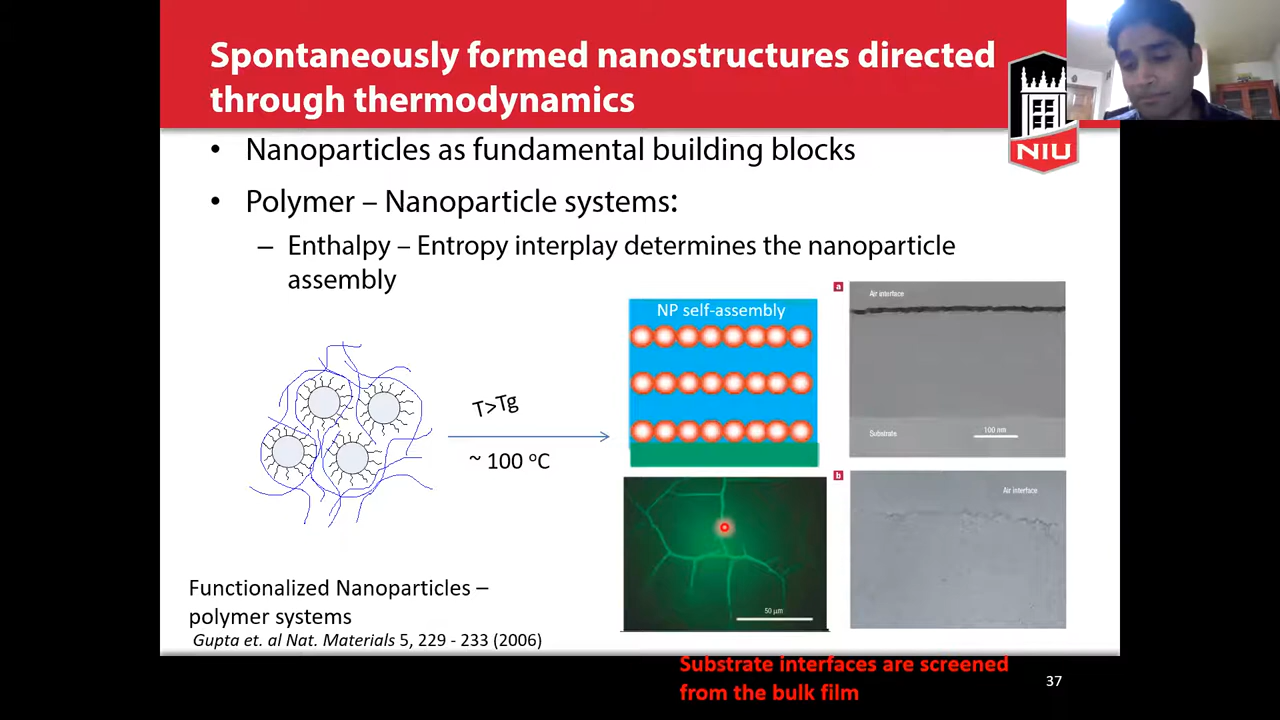 Spontaneously formed nanostructures directed
through thermodynamics
NIU
• Nanoparticles as fundamental building blocks
• Polymer – Nanoparticle systems:
– Enthalpy – Entropy interplay determines the nanoparticle
assembly
NP self-assembly
a
Air interface
Substrate
100 nm
T>Tg
~ 100 °C
b
Air interface
50 µm
Functionalized Nanoparticles –
polymer systems
Gupta et. al Nat. Materials 5, 229 - 233 (2006)
Substrate interfaces are screened
from the bulk film
37